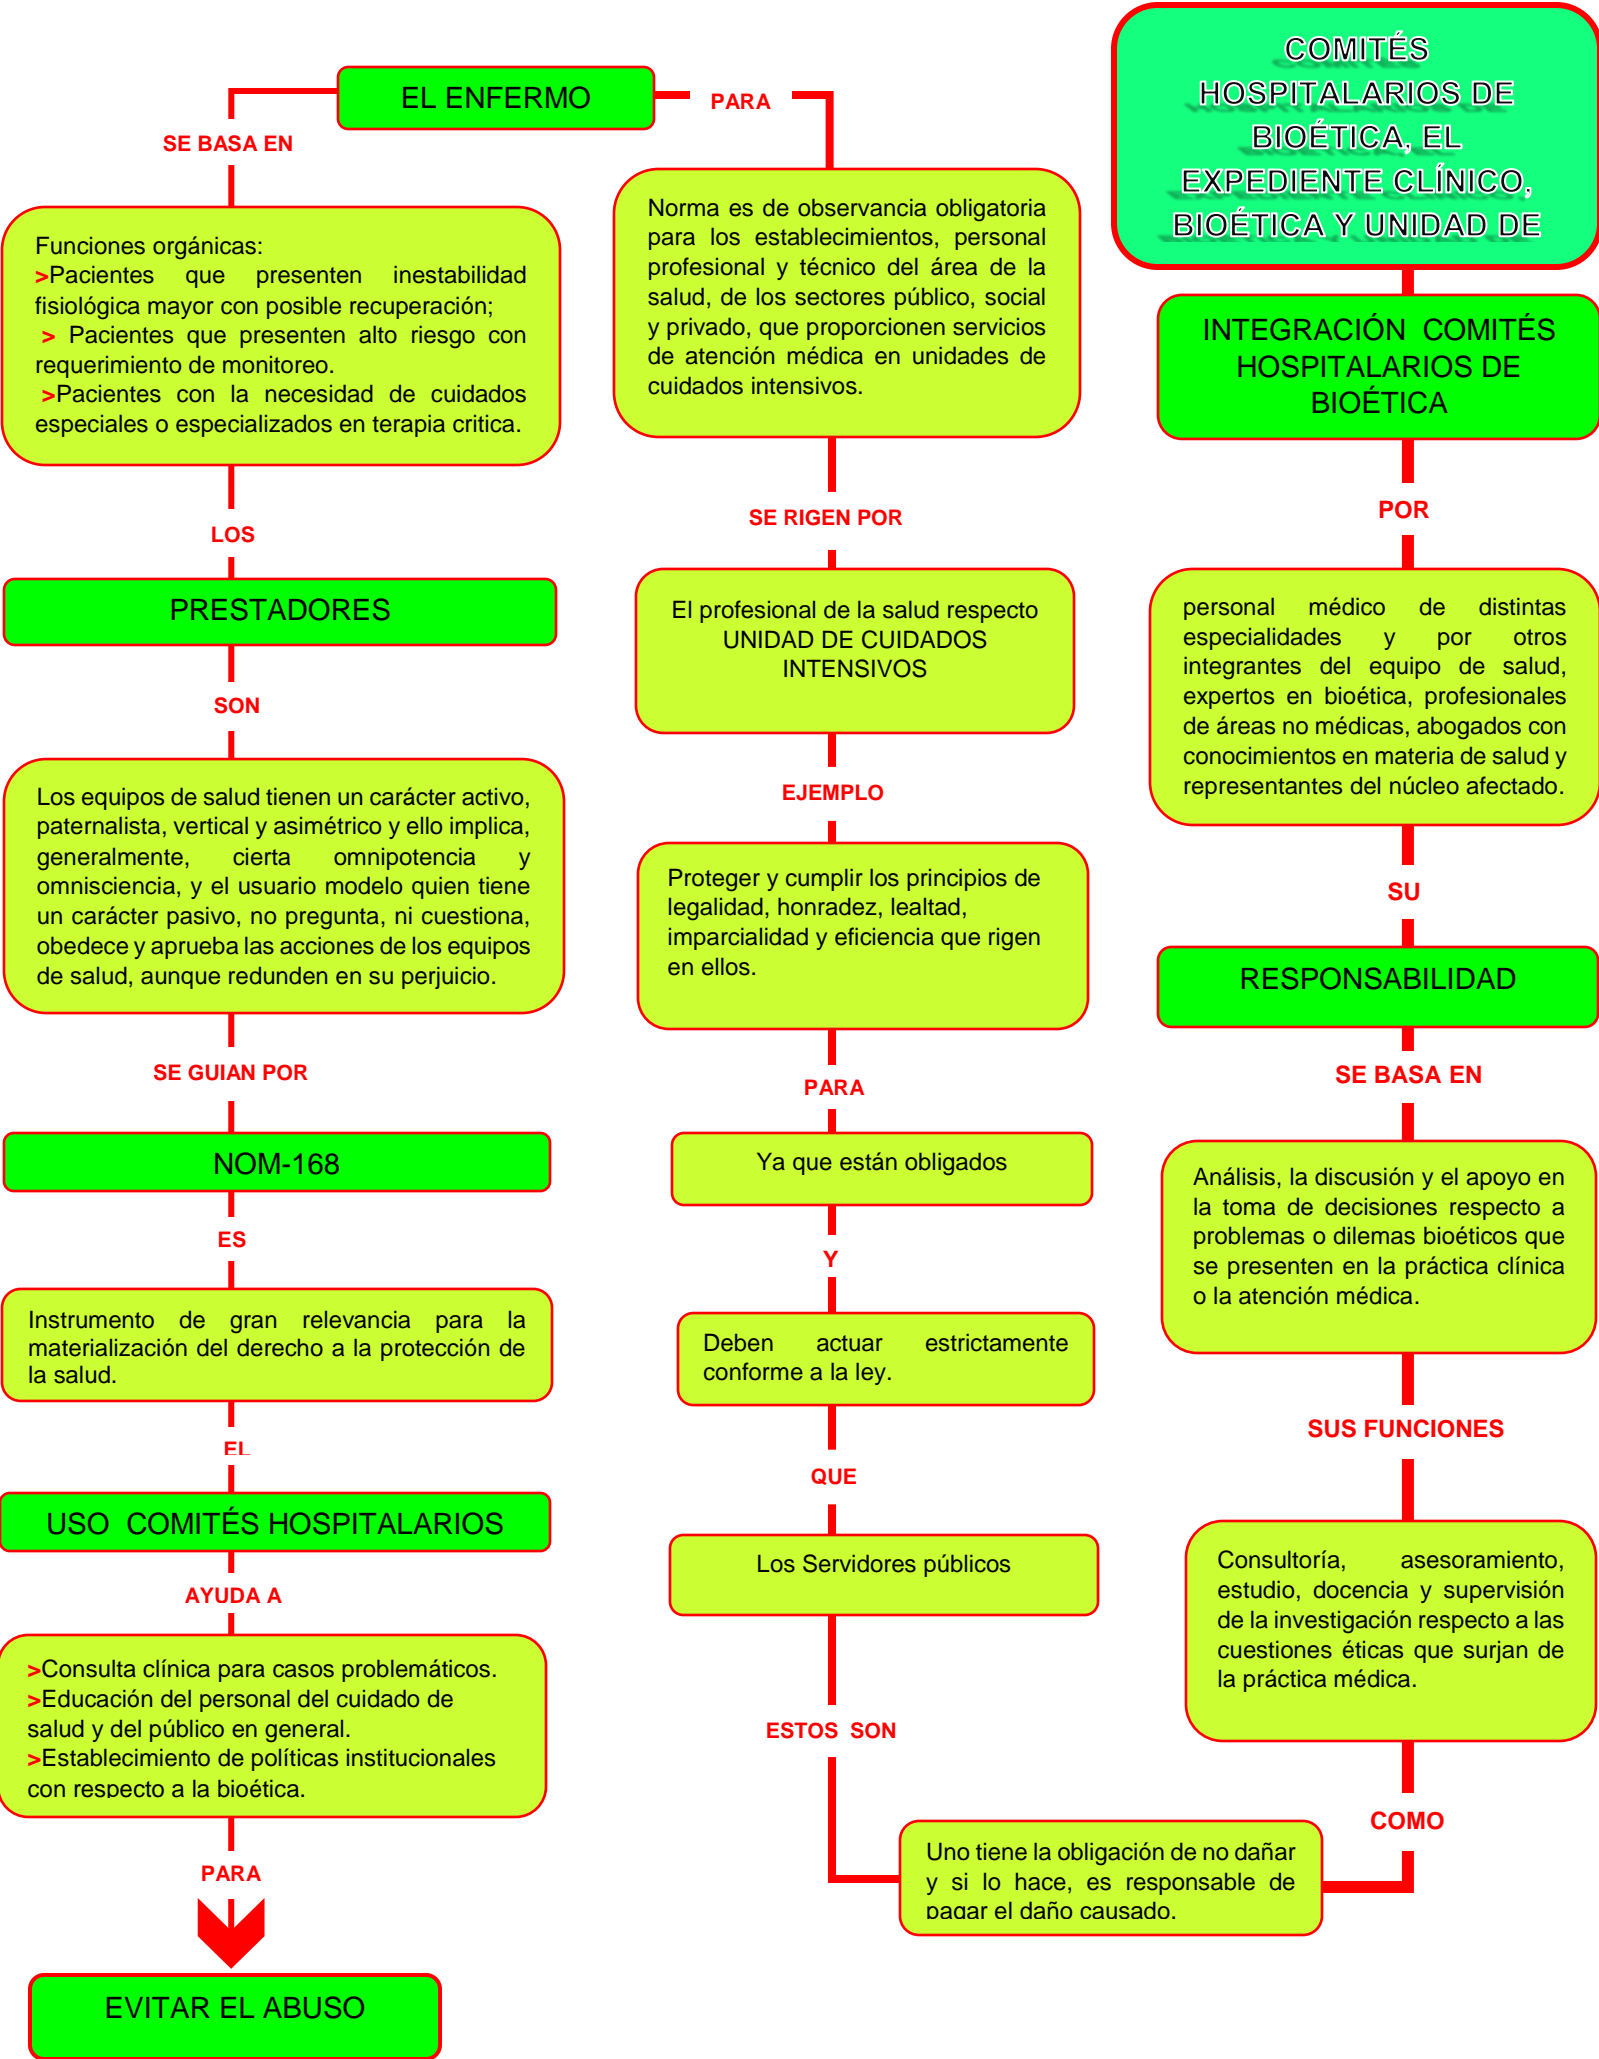 COMITÉS
HOSPITALARIOS DE
BIOÉTICA, EL
EXPEDIENTE CLÍNICO,
BIOÉTICA Y UNIDAD DE
INTEGRACIÓN  COMITÉS
HOSPITALARIOS DE
BIOÉTICA
POR
personal médico de distintas
especialidades y por otros
integrantes del equipo de salud,
expertos en bioética, profesionales
de áreas no médicas, abogados con
conocimientos en materia de salud y
representantes del núcleo afectado.
SU
RESPONSABILIDAD
SE BASA EN
Análisis, la discusión y el apoyo en
la toma de decisiones respecto a
problemas o dilemas bioéticos que
se presenten en la práctica clínica
o la atención médica.
SUS FUNCIONES
Consultoría, asesoramiento,
estudio, docencia y supervisión
de la investigación respecto a las
cuestiones éticas que surjan de
la práctica médica.
COMO
Uno tiene la obligación de no dañar
y si lo hace, es responsable de
pagar el daño causado.
EL ENFERMO
SE BASA EN
Funciones orgánicas:
>Pacientes que presenten inestabilidad
fisiológica mayor con posible recuperación;
> Pacientes que presenten alto riesgo con
requerimiento de monitoreo.
>Pacientes con la necesidad de cuidados
especiales o especializados en terapia critica.
LOS
PRESTADORES
SON
Los equipos de salud tienen un carácter activo,
paternalista, vertical y asimétrico y ello implica,
generalmente, cierta omnipotencia y
omnisciencia, y el usuario modelo quien tiene
un carácter pasivo, no pregunta, ni cuestiona,
obedece y aprueba las acciones de los equipos
de salud, aunque redunden en su perjuicio.
SE GUIAN POR
NOM-168
ES
Instrumento de gran relevancia para la
materialización del derecho a la protección de
la salud.
EL
USO  COMITÉS HOSPITALARIOS
AYUDA A
>Consulta clínica para casos problemáticos.
>Educación del personal del cuidado de
salud y del público en general.
>Establecimiento de políticas institucionales
con respecto a la bioética.
PARA
EVITAR EL ABUSO
PARA
Norma es de observancia obligatoria
para los establecimientos, personal
profesional y técnico del área de la
salud, de los sectores público, social
y privado, que proporcionen servicios
de atención médica en unidades de
cuidados intensivos.
SE RIGEN POR
El profesional de la salud respecto
UNIDAD DE CUIDADOS
INTENSIVOS
EJEMPLO
Proteger y cumplir los principios de
legalidad, honradez, lealtad,
imparcialidad y eficiencia que rigen
en ellos.
PARA
Ya que están obligados
Y
Deben actuar estrictamente
conforme a la ley.
QUE
Los Servidores públicos
ESTOS  SON